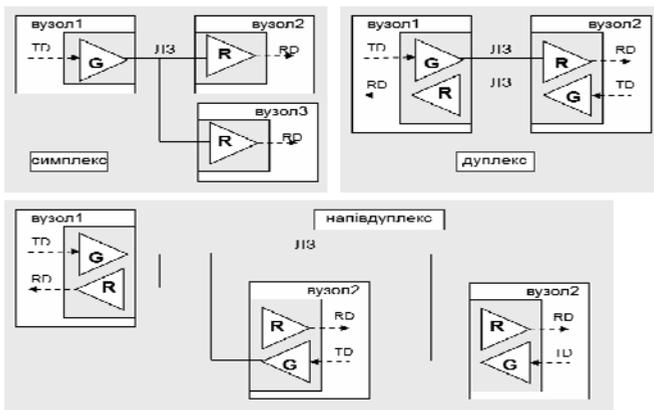 вузол1 вузол2 вузол1 вузол2
TD ЛЗ RD TD ЛЗ RD
G R G R
вузол3 RD ЛЗ TD
R RD R G
симплекс дуплекс
вузол1 напівдуплекс
TD ЛЗ
G
RD R вузол2 вузол2
R RD R RD
G TD G TD